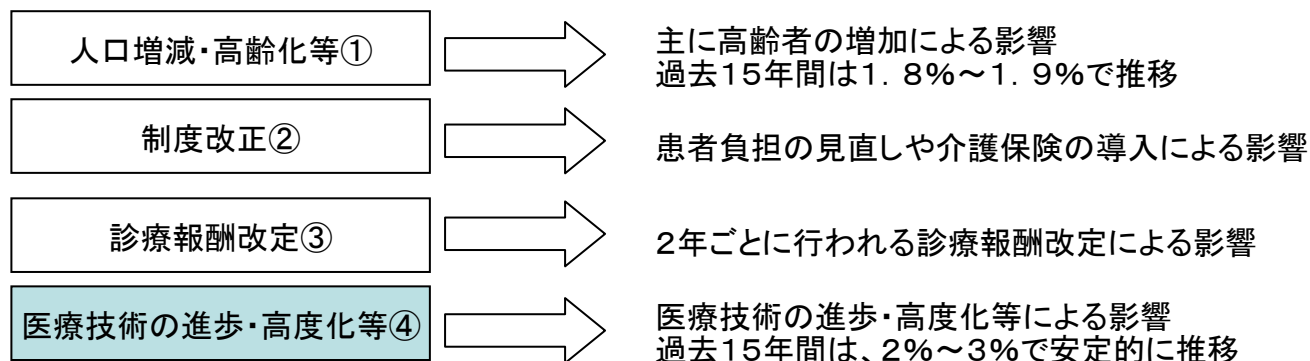 人口増減・高齢化等①
主に高齢者の増加による影響
過去15年間は1.8%~1.9%で推移
制度改正②
患者負担の見直しや介護保険の導入による影響
診療報酬改定③
2年ごとに行われる診療報酬改定による影響
医療技術の進歩・高度化等④
医療技術の進歩・高度化等による影響
過去15年間は、2%~3%で安定的に推移